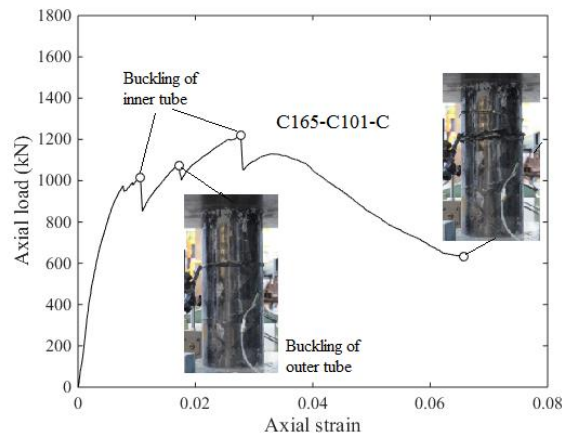 1800
1600
1400
1200
1000
800
600
400
200
0
Axial load (kN)
Buckling of
inner tube
C165-C101-C
Buckling of
outer tube
0
0.02
0.04
0.06
0.08
Axial strain